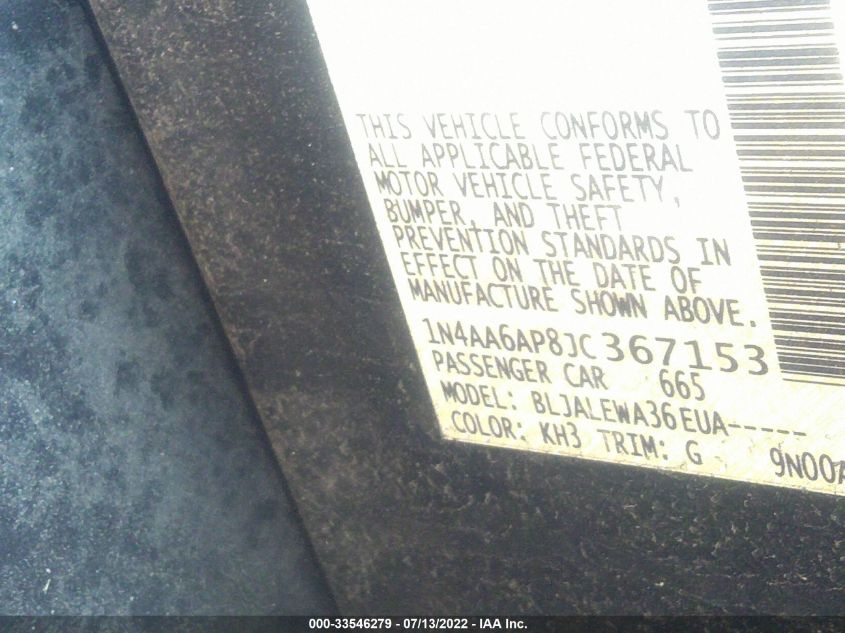 THIS VEHICLE CONFORMS TO
ALL APPLICABLE FEDERAL
MOTOR VEHICLE SAFETY,
BUMPER, AND THEFT
PREVENTION STANDARDS IN
EFFECT ON THE DATE OF
MANUFACTURE SHOWN ABOVE.
1N4AA6AP8JC367153
PASSENGER CAR 665
MODEL: BLJALEWA36EUA-----
COLOR: KH3 TRIM: G 9N00A
000-33546279 - 07/13/2022 - IAA Inc.